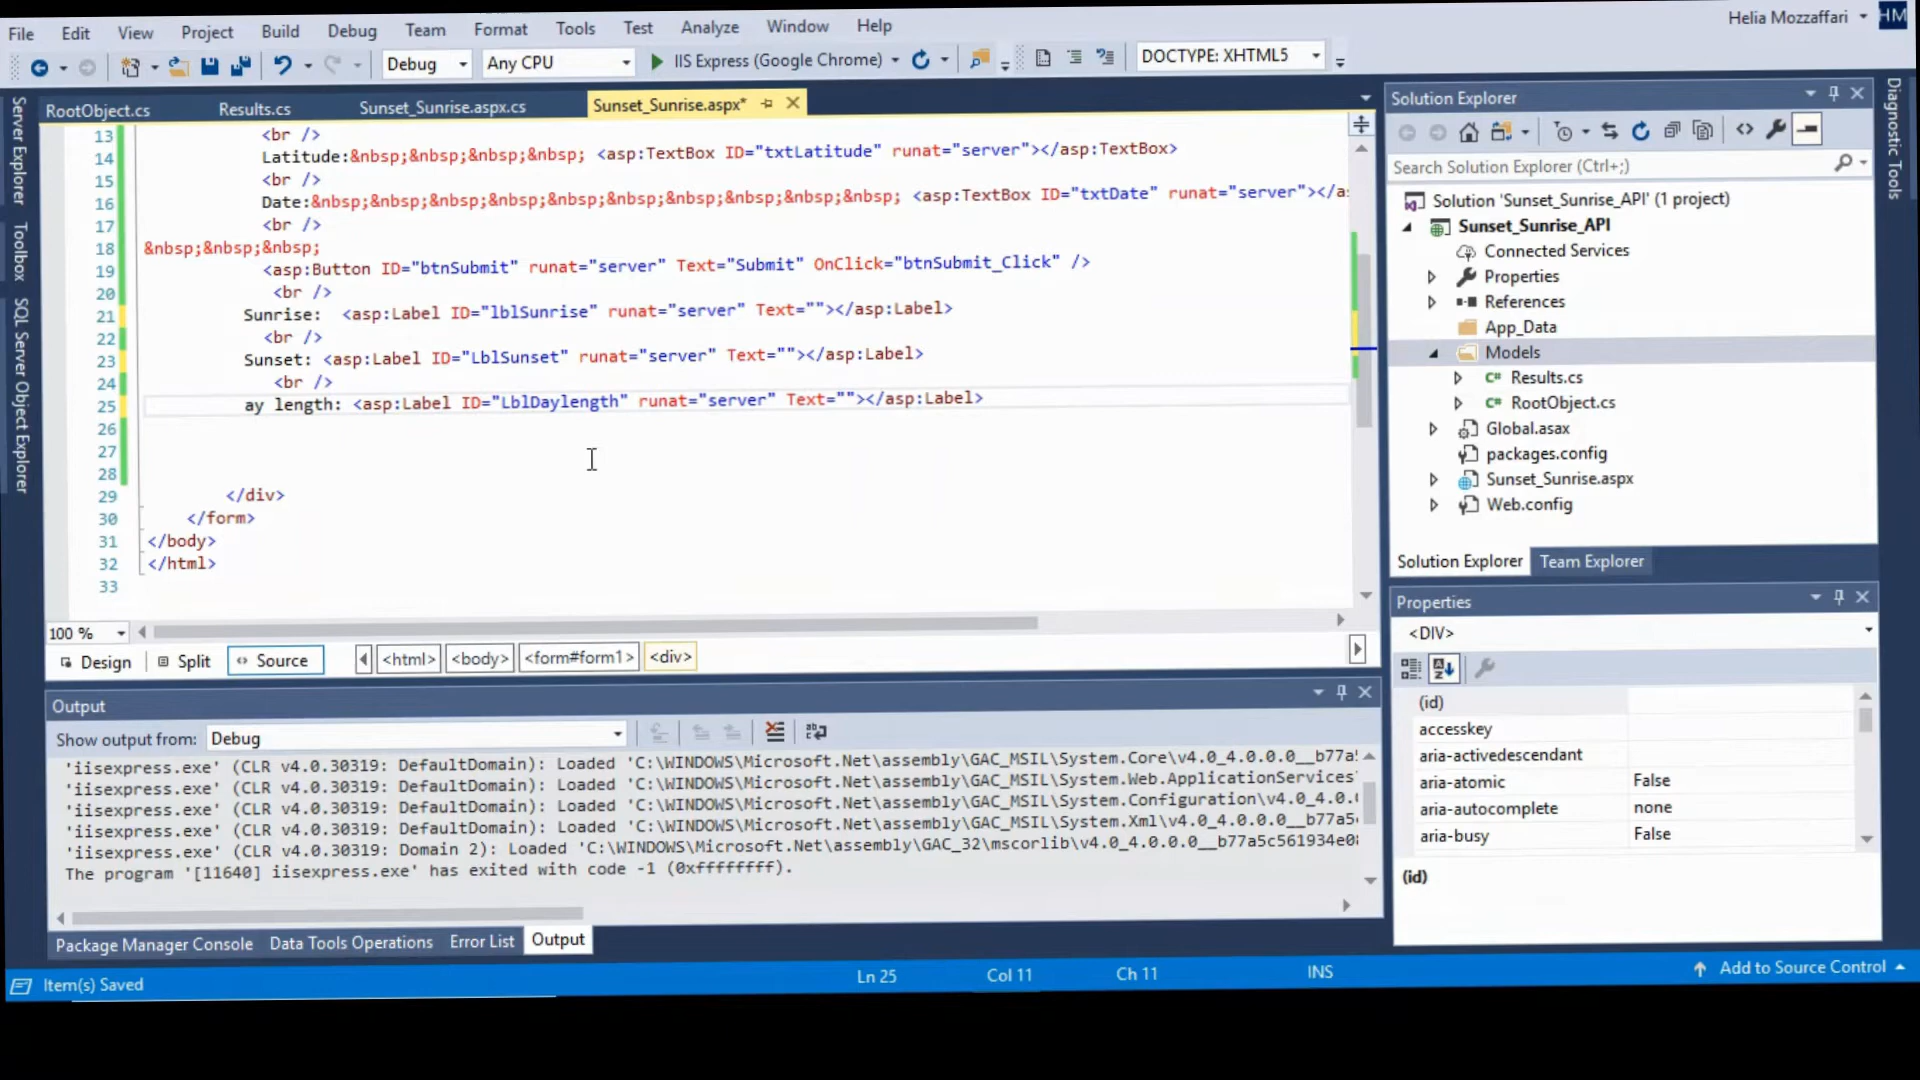 File Edit View Project Build Debug Team Format Tools Test Analyze Window Help
Helia Mozzaffari HM
Debug Any CPU IIS Express (Google Chrome) DOCTYPE: XHTML5
Server Explorer
Toolbox
SQL Server Object Explorer
RootObject.cs Results.cs Sunset_Sunrise.aspx.cs Sunset_Sunrise.aspx*
13 <br />
14 Latitude:&nbsp;&nbsp;&nbsp;&nbsp; <asp:TextBox ID="txtLatitude" runat="server"></asp:TextBox>
15 <br />
16 Date:&nbsp;&nbsp;&nbsp;&nbsp;&nbsp;&nbsp;&nbsp;&nbsp;&nbsp;&nbsp; <asp:TextBox ID="txtDate" runat="server"></as
17 <br />
18 &nbsp;&nbsp;&nbsp;
19 <asp:Button ID="btnSubmit" runat="server" Text="Submit" OnClick="btnSubmit_Click" />
20 <br />
21 Sunrise: <asp:Label ID="lblSunrise" runat="server" Text=""></asp:Label>
22 <br />
23 Sunset: <asp:Label ID="LblSunset" runat="server" Text=""></asp:Label>
24 <br />
25 ay length: <asp:Label ID="LblDaylength" runat="server" Text=""></asp:Label>
26
27
28
29 </div>
30 </form>
31 </body>
32 </html>
33
100 %
Design Split Source <html> <body> <form#form1> <div>
Output
Show output from: Debug
'iisexpress.exe' (CLR v4.0.30319: DefaultDomain): Loaded 'C:\WINDOWS\Microsoft.Net\assembly\GAC_MSIL\System.Core\v4.0_4.0.0.0__b77a5
'iisexpress.exe' (CLR v4.0.30319: DefaultDomain): Loaded 'C:\WINDOWS\Microsoft.Net\assembly\GAC_MSIL\System.Web.ApplicationServices
'iisexpress.exe' (CLR v4.0.30319: DefaultDomain): Loaded 'C:\WINDOWS\Microsoft.Net\assembly\GAC_MSIL\System.Configuration\v4.0_4.0.
'iisexpress.exe' (CLR v4.0.30319: DefaultDomain): Loaded 'C:\WINDOWS\Microsoft.Net\assembly\GAC_MSIL\System.Xml\v4.0_4.0.0.0__b77a5
'iisexpress.exe' (CLR v4.0.30319: Domain 2): Loaded 'C:\WINDOWS\Microsoft.Net\assembly\GAC_32\mscorlib\v4.0_4.0.0.0__b77a5c561934e08
The program '[11640] iisexpress.exe' has exited with code -1 (0xffffffff).
Package Manager Console Data Tools Operations Error List Output
Solution Explorer
Search Solution Explorer (Ctrl+;)
Solution 'Sunset_Sunrise_API' (1 project)
Sunset_Sunrise_API
Connected Services
Properties
References
App_Data
Models
C# Results.cs
C# RootObject.cs
Global.asax
packages.config
Sunset_Sunrise.aspx
Web.config
Solution Explorer Team Explorer
Properties
<DIV>
(id)
accesskey
aria-activedescendant
aria-atomic False
aria-autocomplete none
aria-busy False
(id)
Diagnostic Tools
Item(s) Saved Ln 25 Col 11 Ch 11 INS Add to Source Control